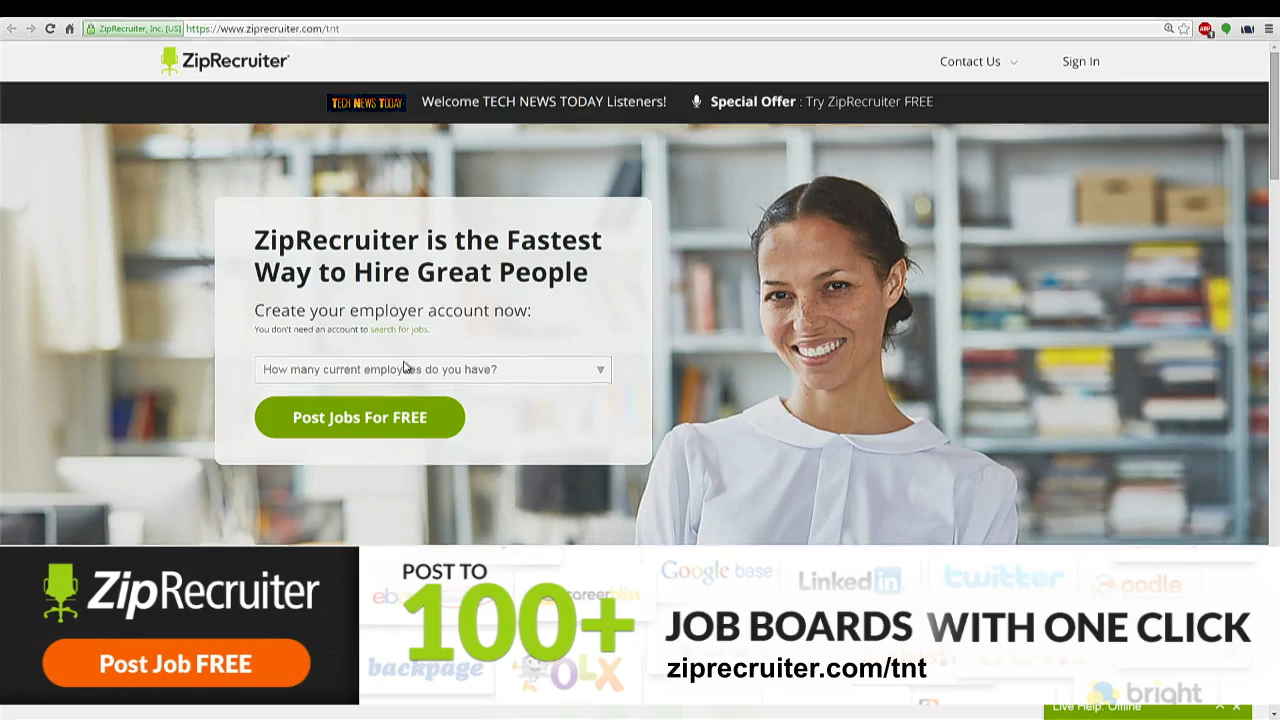 ZipRecruiter, Inc. [US] https://www.ziprecruiter.com/tnt
ABP
ZipRecruiter
Contact Us
Sign In
TECH NEWS TODAY
Welcome TECH NEWS TODAY Listeners!
Special Offer : Try ZipRecruiter FREE
ZipRecruiter is the Fastest
Way to Hire Great People
Create your employer account now:
You don't need an account to search for jobs.
How many current employees do you have?
Post Jobs For FREE
ZipRecruiter
Post Job FREE
POST TO
100+
JOB BOARDS WITH ONE CLICK
ziprecruiter.com/tnt
Google base
LinkedIn
twitter
oodle
backpage
OLX
bright
Live Help: Offline